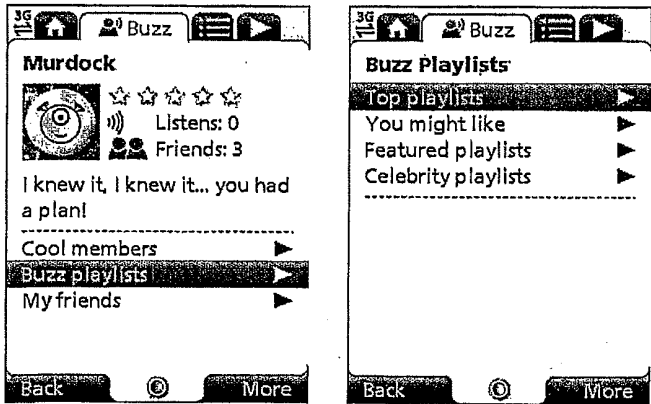 3G
Buzz
Murdock
Listens: 0
Friends: 3
I knew it, I knew it... you had
a plan!
Cool members
Buzz playlists
My friends
Back
More
3G
Buzz
Buzz Playlists
Top playlists
You might like
Featured playlists
Celebrity playlists
Back
More